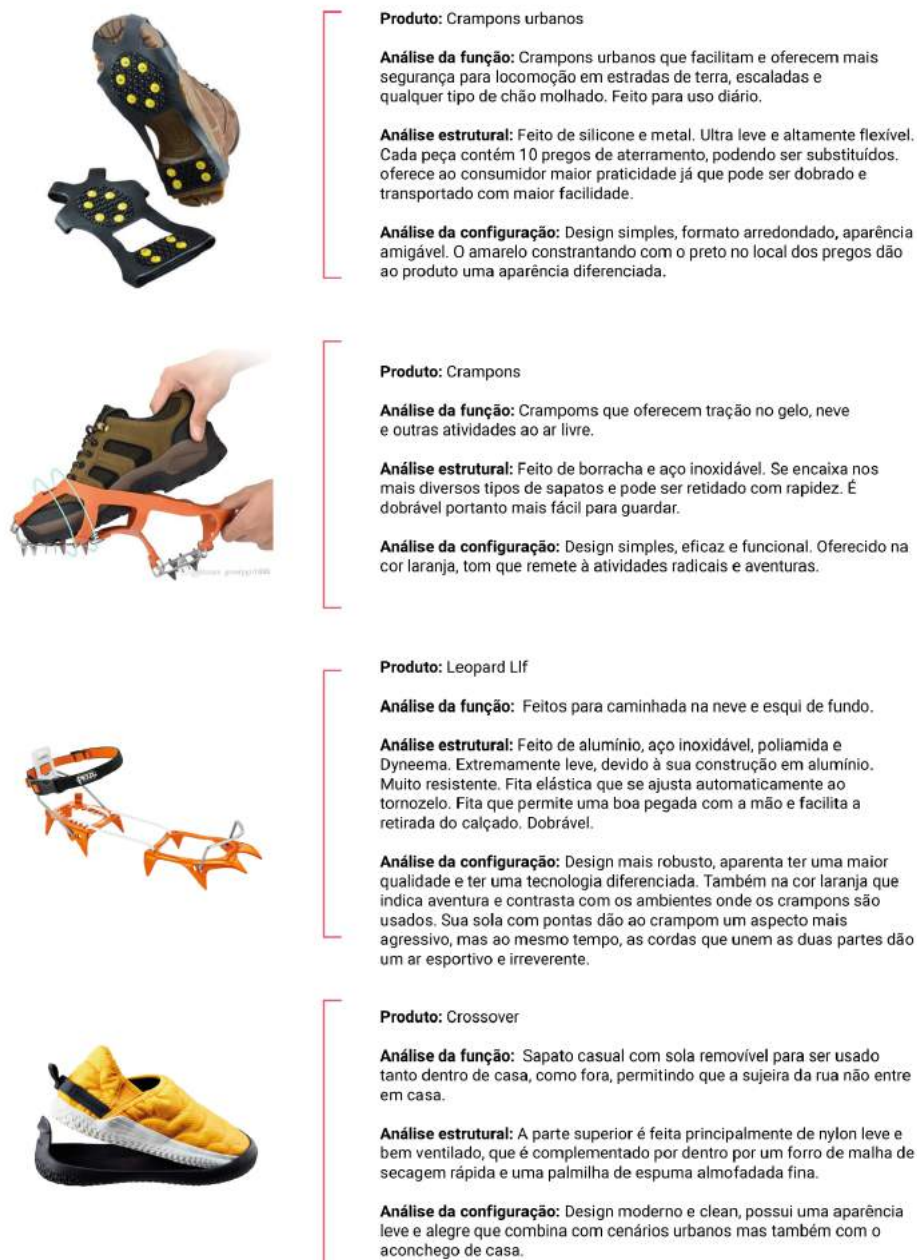 Produto: Crampons urbanos
Análise da função: Crampons urbanos que facilitam e oferecem mais
segurança para locomoção em estradas de terra, escaladas e
qualquer tipo de chão molhado. Feito para uso diário.
Análise estrutural: Feito de silicone e metal. Ultra leve e altamente flexível.
Cada peça contém 10 pregos de aterramento, podendo ser substituídos.
oferece ao consumidor maior praticidade já que pode ser dobrado e
transportado com maior facilidade.
Análise da configuração: Design simples, formato arredondado, aparência
amigável. O amarelo constrantando com o preto no local dos pregos dão
ao produto uma aparência diferenciada.
Produto: Crampons
Análise da função: Crampoms que oferecem tração no gelo, neve
e outras atividades ao ar livre.
Análise estrutural: Feito de borracha e aço inoxidável. Se encaixa nos
mais diversos tipos de sapatos e pode ser retidado com rapidez. É
dobrável portanto mais fácil para guardar.
Análise da configuração: Design simples, eficaz e funcional. Oferecido na
cor laranja, tom que remete à atividades radicais e aventuras.
Produto: Leopard Llf
Análise da função: Feitos para caminhada na neve e esqui de fundo.
Análise estrutural: Feito de alumínio, aço inoxidável, poliamida e
Dyneema. Extremamente leve, devido à sua construção em alumínio.
Muito resistente. Fita elástica que se ajusta automaticamente ao
tornozelo. Fita que permite uma boa pegada com a mão e facilita a
retirada do calçado. Dobrável.
Análise da configuração: Design mais robusto, aparenta ter uma maior
qualidade e ter uma tecnologia diferenciada. Também na cor laranja que
indica aventura e contrasta com os ambientes onde os crampons são
usados. Sua sola com pontas dão ao crampom um aspecto mais
agressivo, mas ao mesmo tempo, as cordas que unem as duas partes dão
um ar esportivo e irreverente.
Produto: Crossover
Análise da função: Sapato casual com sola removível para ser usado
tanto dentro de casa, como fora, permitindo que a sujeira da rua não entre
em casa.
Análise estrutural: A parte superior é feita principalmente de nylon leve e
bem ventilado, que é complementado por dentro por um forro de malha de
secagem rápida e uma palmilha de espuma almofadada fina.
Análise da configuração: Design moderno e clean, possui uma aparência
leve e alegre que combina com cenários urbanos mas também com o
aconchego de casa.